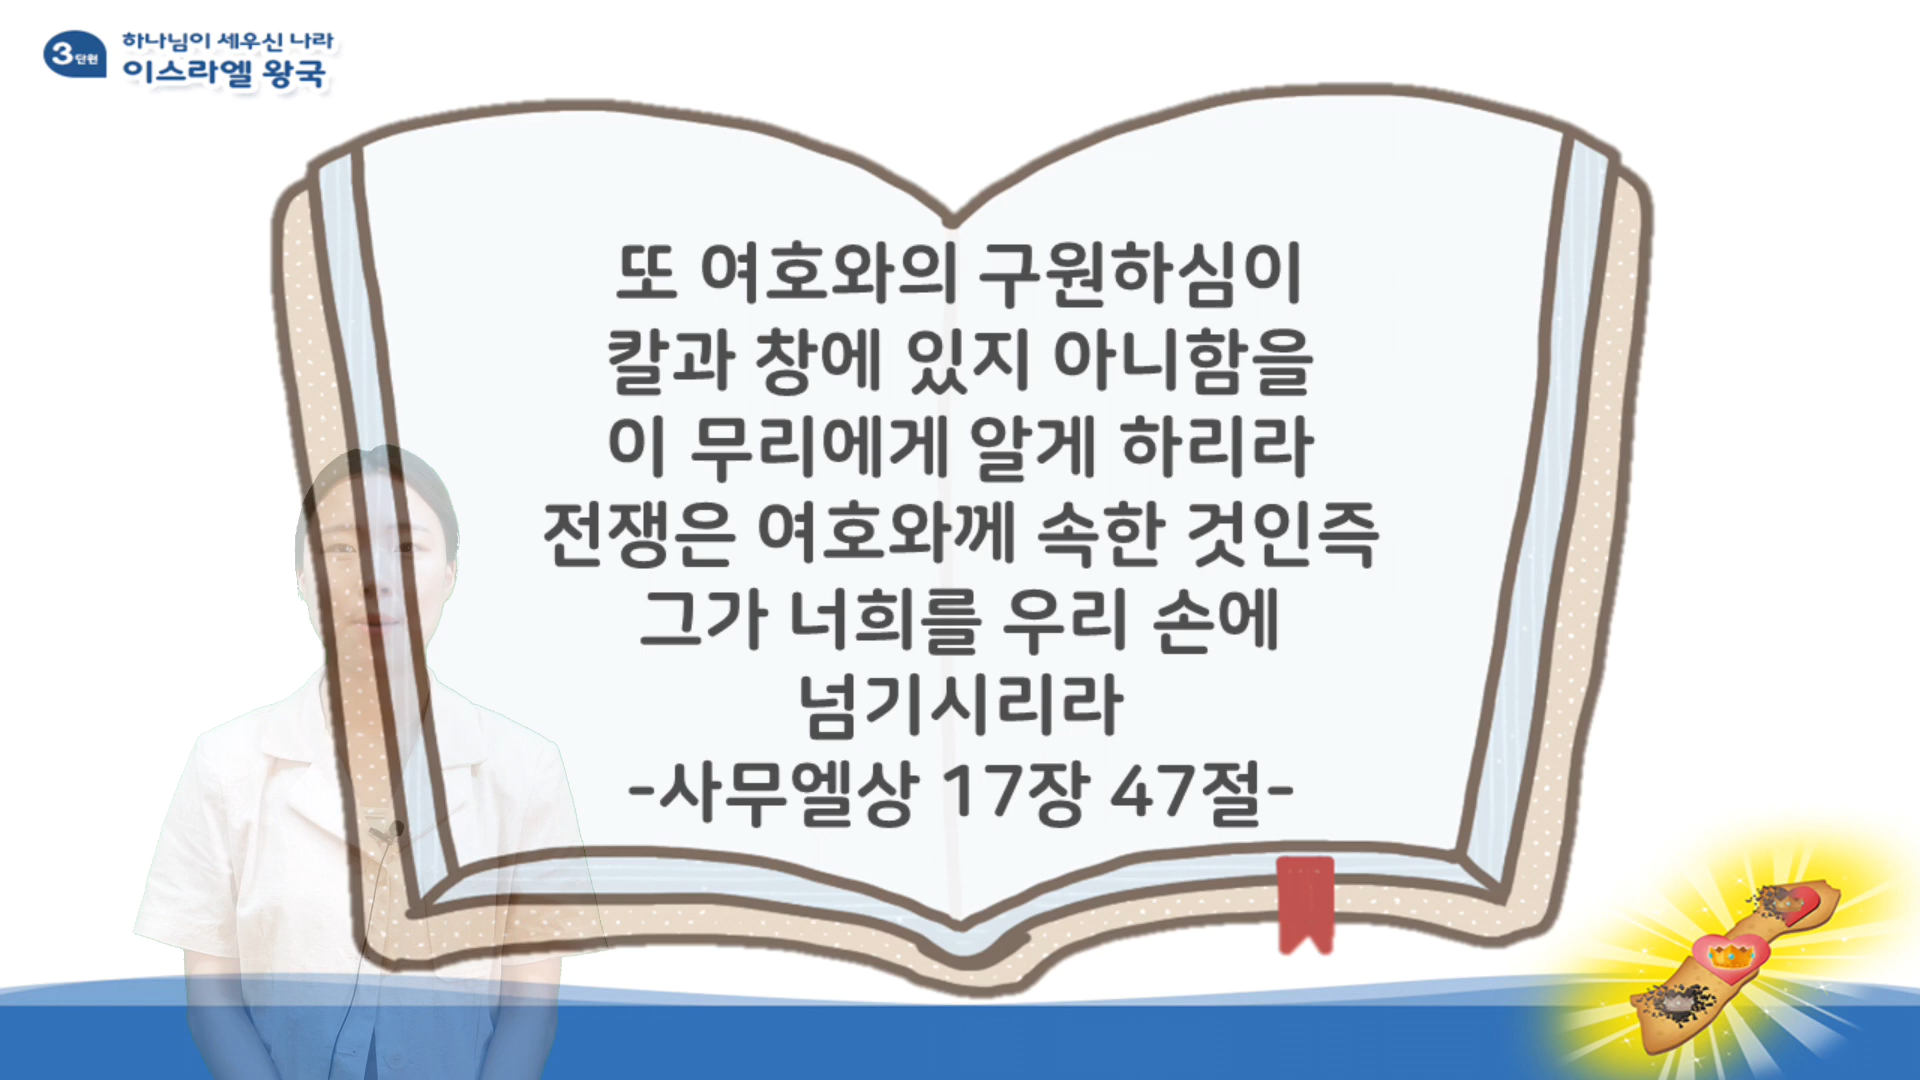 3단원
하나님이 세우신 나라
이스라엘 왕국
또 여호와의 구원하심이
칼과 창에 있지 아니함을
이 무리에게 알게 하리라
전쟁은 여호와께 속한 것인즉
그가 너희를 우리 손에
넘기시리라
-사무엘상 17장 47절-